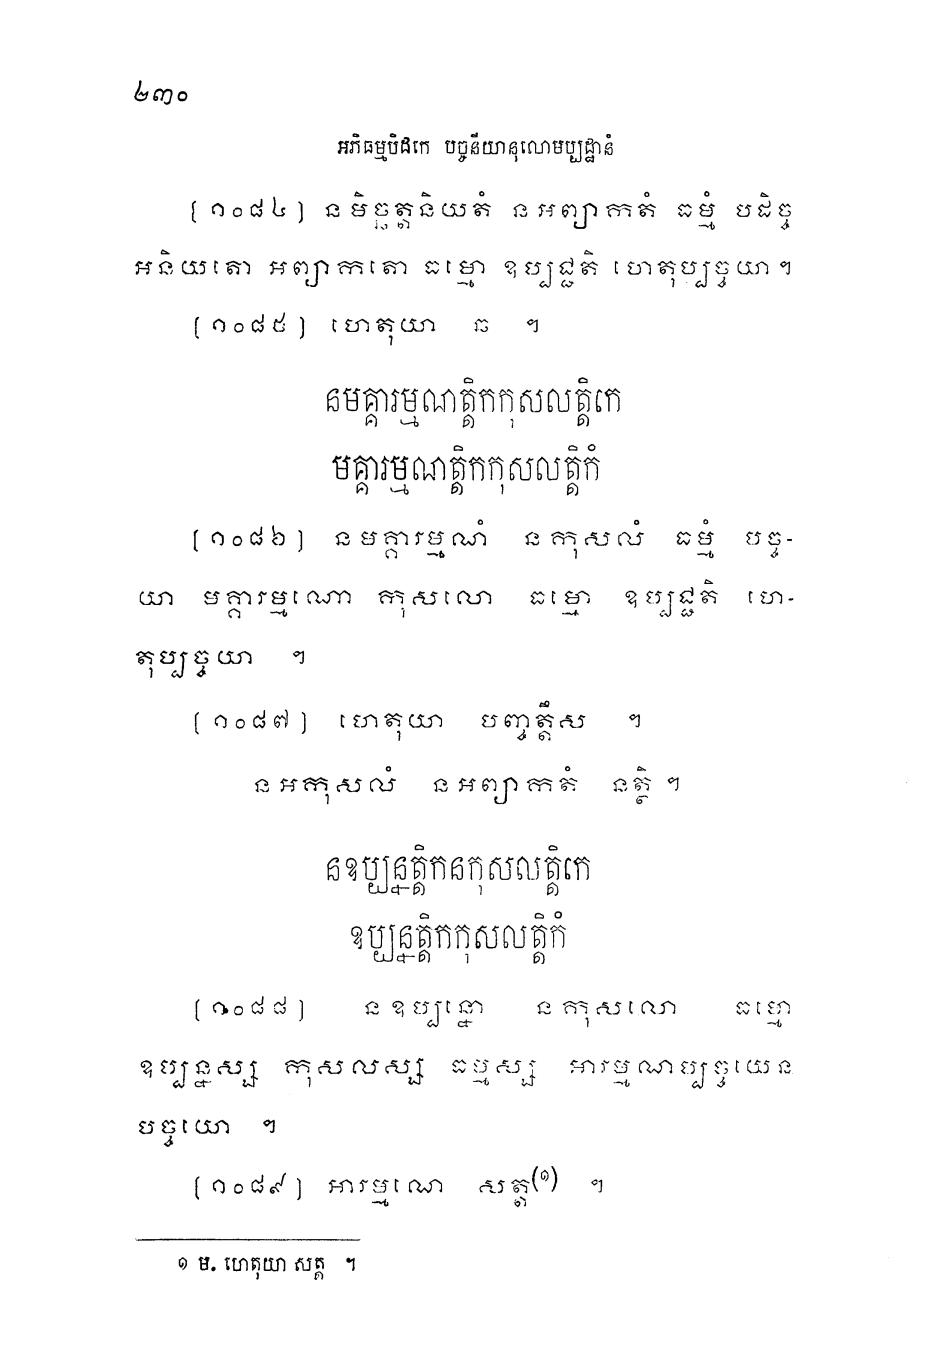 ២៣០
អភិធម្មបិដកេ បច្ចនីយានុលោមប្បដ្ឋានំ
[១០៨៤] នមិច្ឆត្តនិយតំ នអព្យាកតំ ធម្មំ បដិច្ច
អនិយតោ អព្យាកតោ ធម្មោ ឧប្បជ្ជតិ ហេតុប្បច្ចយា ។
[១០៨៥] ហេតុយា ឆ ។
នមគ្គារម្មណត្តិកកុសលត្តិកេ
មគ្គារម្មណត្តិកកុសលត្តិកំ
[១០៨៦] នមគ្គារម្មណំ នកុសលំ ធម្មំ បច្ច-
យា មគ្គារម្មណោ កុសលោ ធម្មោ ឧប្បជ្ជតិ ហេ-
តុប្បច្ចយា ។
[១០៨៧] ហេតុយា បញ្ចត្តឹស ។
នអកុសលំ នអព្យាកតំ នត្ថិ ។
នឧប្បន្នត្តិកនកុសលត្តិកេ
ឧប្បន្នត្តិកកុសលត្តិកំ
[១០៨៨] នឧប្បន្នោ នកុសលោ ធម្មោ
ឧប្បន្នស្ស កុសលស្ស ធម្មស្ស អារម្មណប្បច្ចយេន
បច្ចយោ ។
[១០៨៩] អារម្មណេ សត្ត(១) ។
១ ម. ហេតុយា សត្ត ។